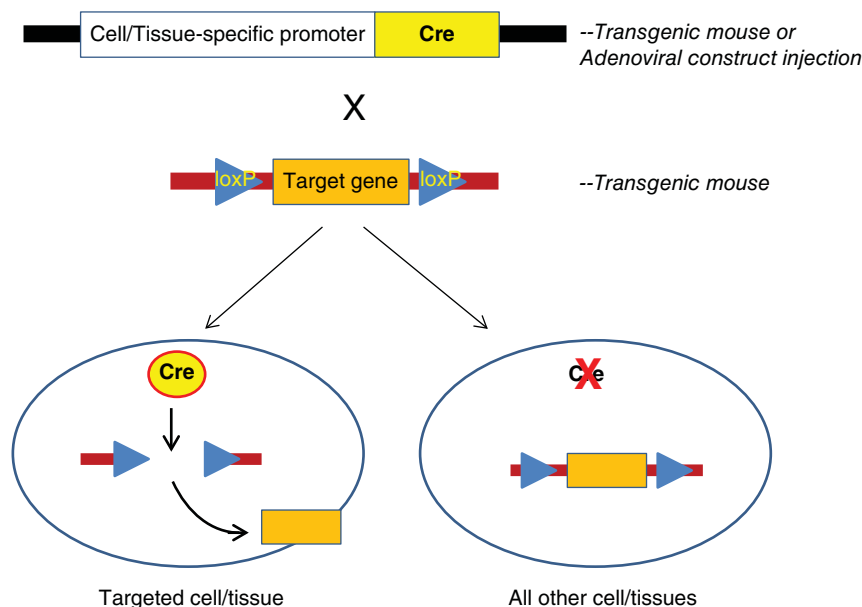 Cell/Tissue-specific promoter Cre
--Transgenic mouse or
Adenoviral construct injection
X
loxP Target gene loxP
--Transgenic mouse
Cre
Cre
Targeted cell/tissue
All other cell/tissues